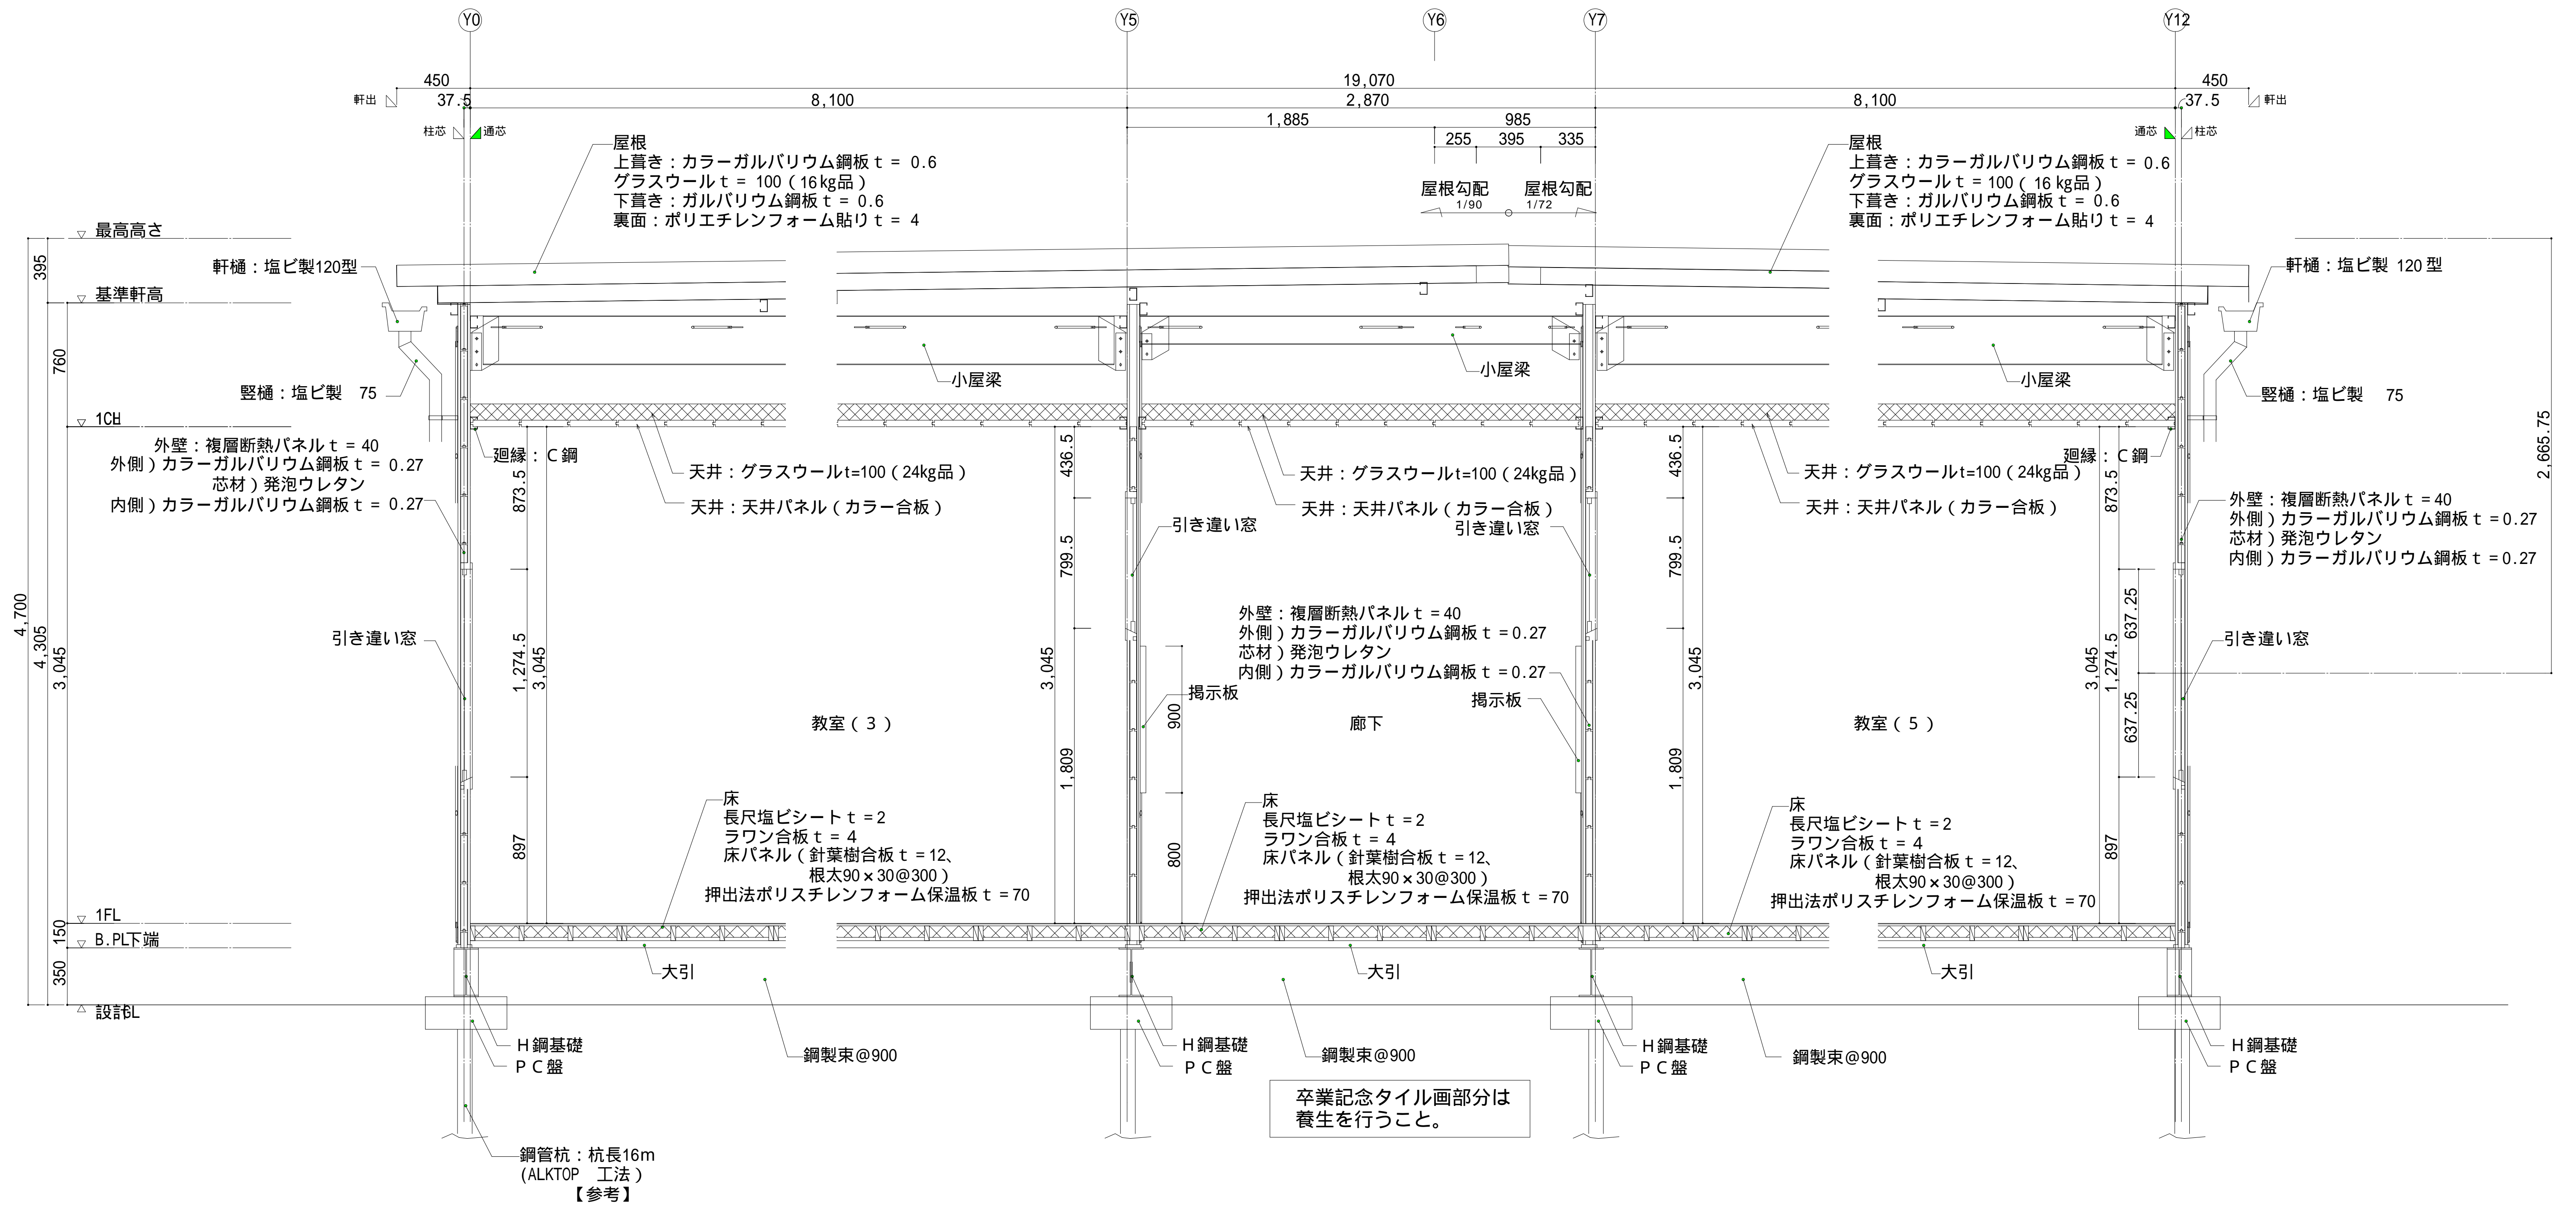 Y0
Y5
Y6
Y7
Y12
450
19,070
450
軒出
37.5
8,100
2,870
8,100
37.5
軒出
柱芯
通芯
1,885
985
通芯
柱芯
255
395
335
屋根
上葺き：カラーガルバリウム鋼板ｔ＝ 0.6
グラスウールｔ＝ 100（16㎏品）
下葺き：ガルバリウム鋼板ｔ＝ 0.6
裏面：ポリエチレンフォーム貼りｔ＝ 4
屋根勾配
1/90
屋根勾配
1/72
屋根
上葺き：カラーガルバリウム鋼板ｔ＝ 0.6
グラスウールｔ＝100（ 16 ㎏品）
下葺き：ガルバリウム鋼板ｔ＝ 0.6
裏面：ポリエチレンフォーム貼りｔ＝ 4
最高高さ
395
軒樋：塩ビ製120型
軒樋：塩ビ製 120 型
基準軒高
760
小屋梁
小屋梁
小屋梁
竪樋：塩ビ製　75
竪樋：塩ビ製　 75
1CH
外壁：複層断熱パネルｔ＝40
外側）カラーガルバリウム鋼板ｔ＝ 0.27
芯材）発泡ウレタン
内側）カラーガルバリウム鋼板ｔ＝ 0.27
廻縁：Ｃ鋼
873.5
天井：グラスウールt=100（24kg品）
天井：天井パネル（カラー合板）
436.5
天井：グラスウールt=100（24kg品）
天井：天井パネル（カラー合板）
436.5
天井：グラスウールt=100（24kg品）
天井：天井パネル（カラー合板）
廻縁：Ｃ鋼
873.5
2,665.75
外壁：複層断熱パネルｔ＝40
外側）カラーガルバリウム鋼板ｔ＝0.27
芯材）発泡ウレタン
内側）カラーガルバリウム鋼板ｔ＝0.27
引き違い窓
引き違い窓
799.5
799.5
4,700
4,305
3,045
引き違い窓
1,274.5
3,045
3,045
外壁：複層断熱パネルｔ＝40
外側）カラーガルバリウム鋼板ｔ＝0.27
芯材）発泡ウレタン
内側）カラーガルバリウム鋼板ｔ＝0.27
3,045
3,045
1,274.5
637.25
637.25
引き違い窓
掲示板
900
掲示板
教室（３）
廊下
教室（５）
1,809
1,809
897
800
897
床
長尺塩ビシートｔ＝2
ラワン合板ｔ＝４
床パネル（針葉樹合板ｔ＝12、
根太90×30@300）
押出法ポリスチレンフォーム保温板ｔ＝70
床
長尺塩ビシートｔ＝2
ラワン合板ｔ＝４
床パネル（針葉樹合板ｔ＝12、
根太90×30@300）
押出法ポリスチレンフォーム保温板ｔ＝70
床
長尺塩ビシートｔ＝2
ラワン合板ｔ＝４
床パネル（針葉樹合板ｔ＝12、
根太90×30@300）
押出法ポリスチレンフォーム保温板ｔ＝70
1FL
150
B.PL下端
350
設計GL
大引
大引
大引
Ｈ鋼基礎
ＰＣ盤
鋼製束@900
Ｈ鋼基礎
ＰＣ盤
鋼製束@900
Ｈ鋼基礎
ＰＣ盤
鋼製束@900
Ｈ鋼基礎
ＰＣ盤
卒業記念タイル画部分は
養生を行うこと。
鋼管杭：杭長16m
(ALKTOP　工法）
【参考】